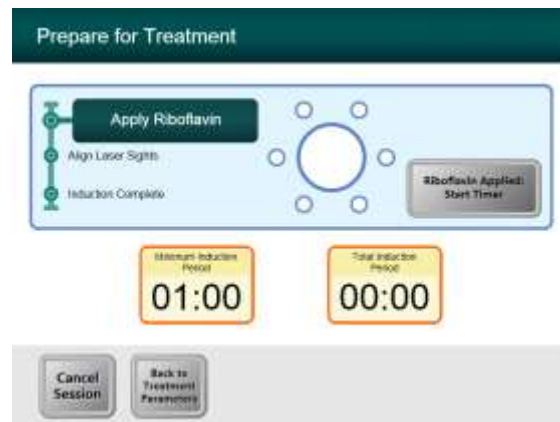 Prepare for Treatment
Apply Riboflavin
Align Laser Sights
Induction Complete
Riboflavin Applied:
Start Timer
Minimum Induction
Period
01:00
Total Induction
Period
00:00
Cancel
Session
Back to
Treatment
Parameters